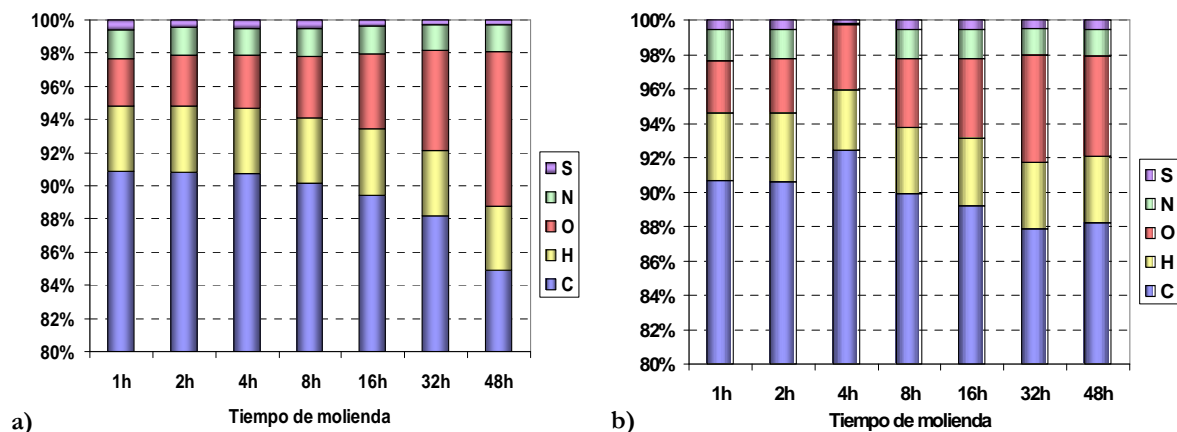 100%
98%
96%
94%
92%
90%
88%
86%
84%
82%
80%
1h 2h 4h 8h 16h 32h 48h
Tiempo de molienda
S
N
O
H
C
a)
100%
98%
96%
94%
92%
90%
88%
86%
84%
82%
80%
1h 2h 4h 8h 16h 32h 48h
Tiempo de molienda
S
N
O
H
C
b)